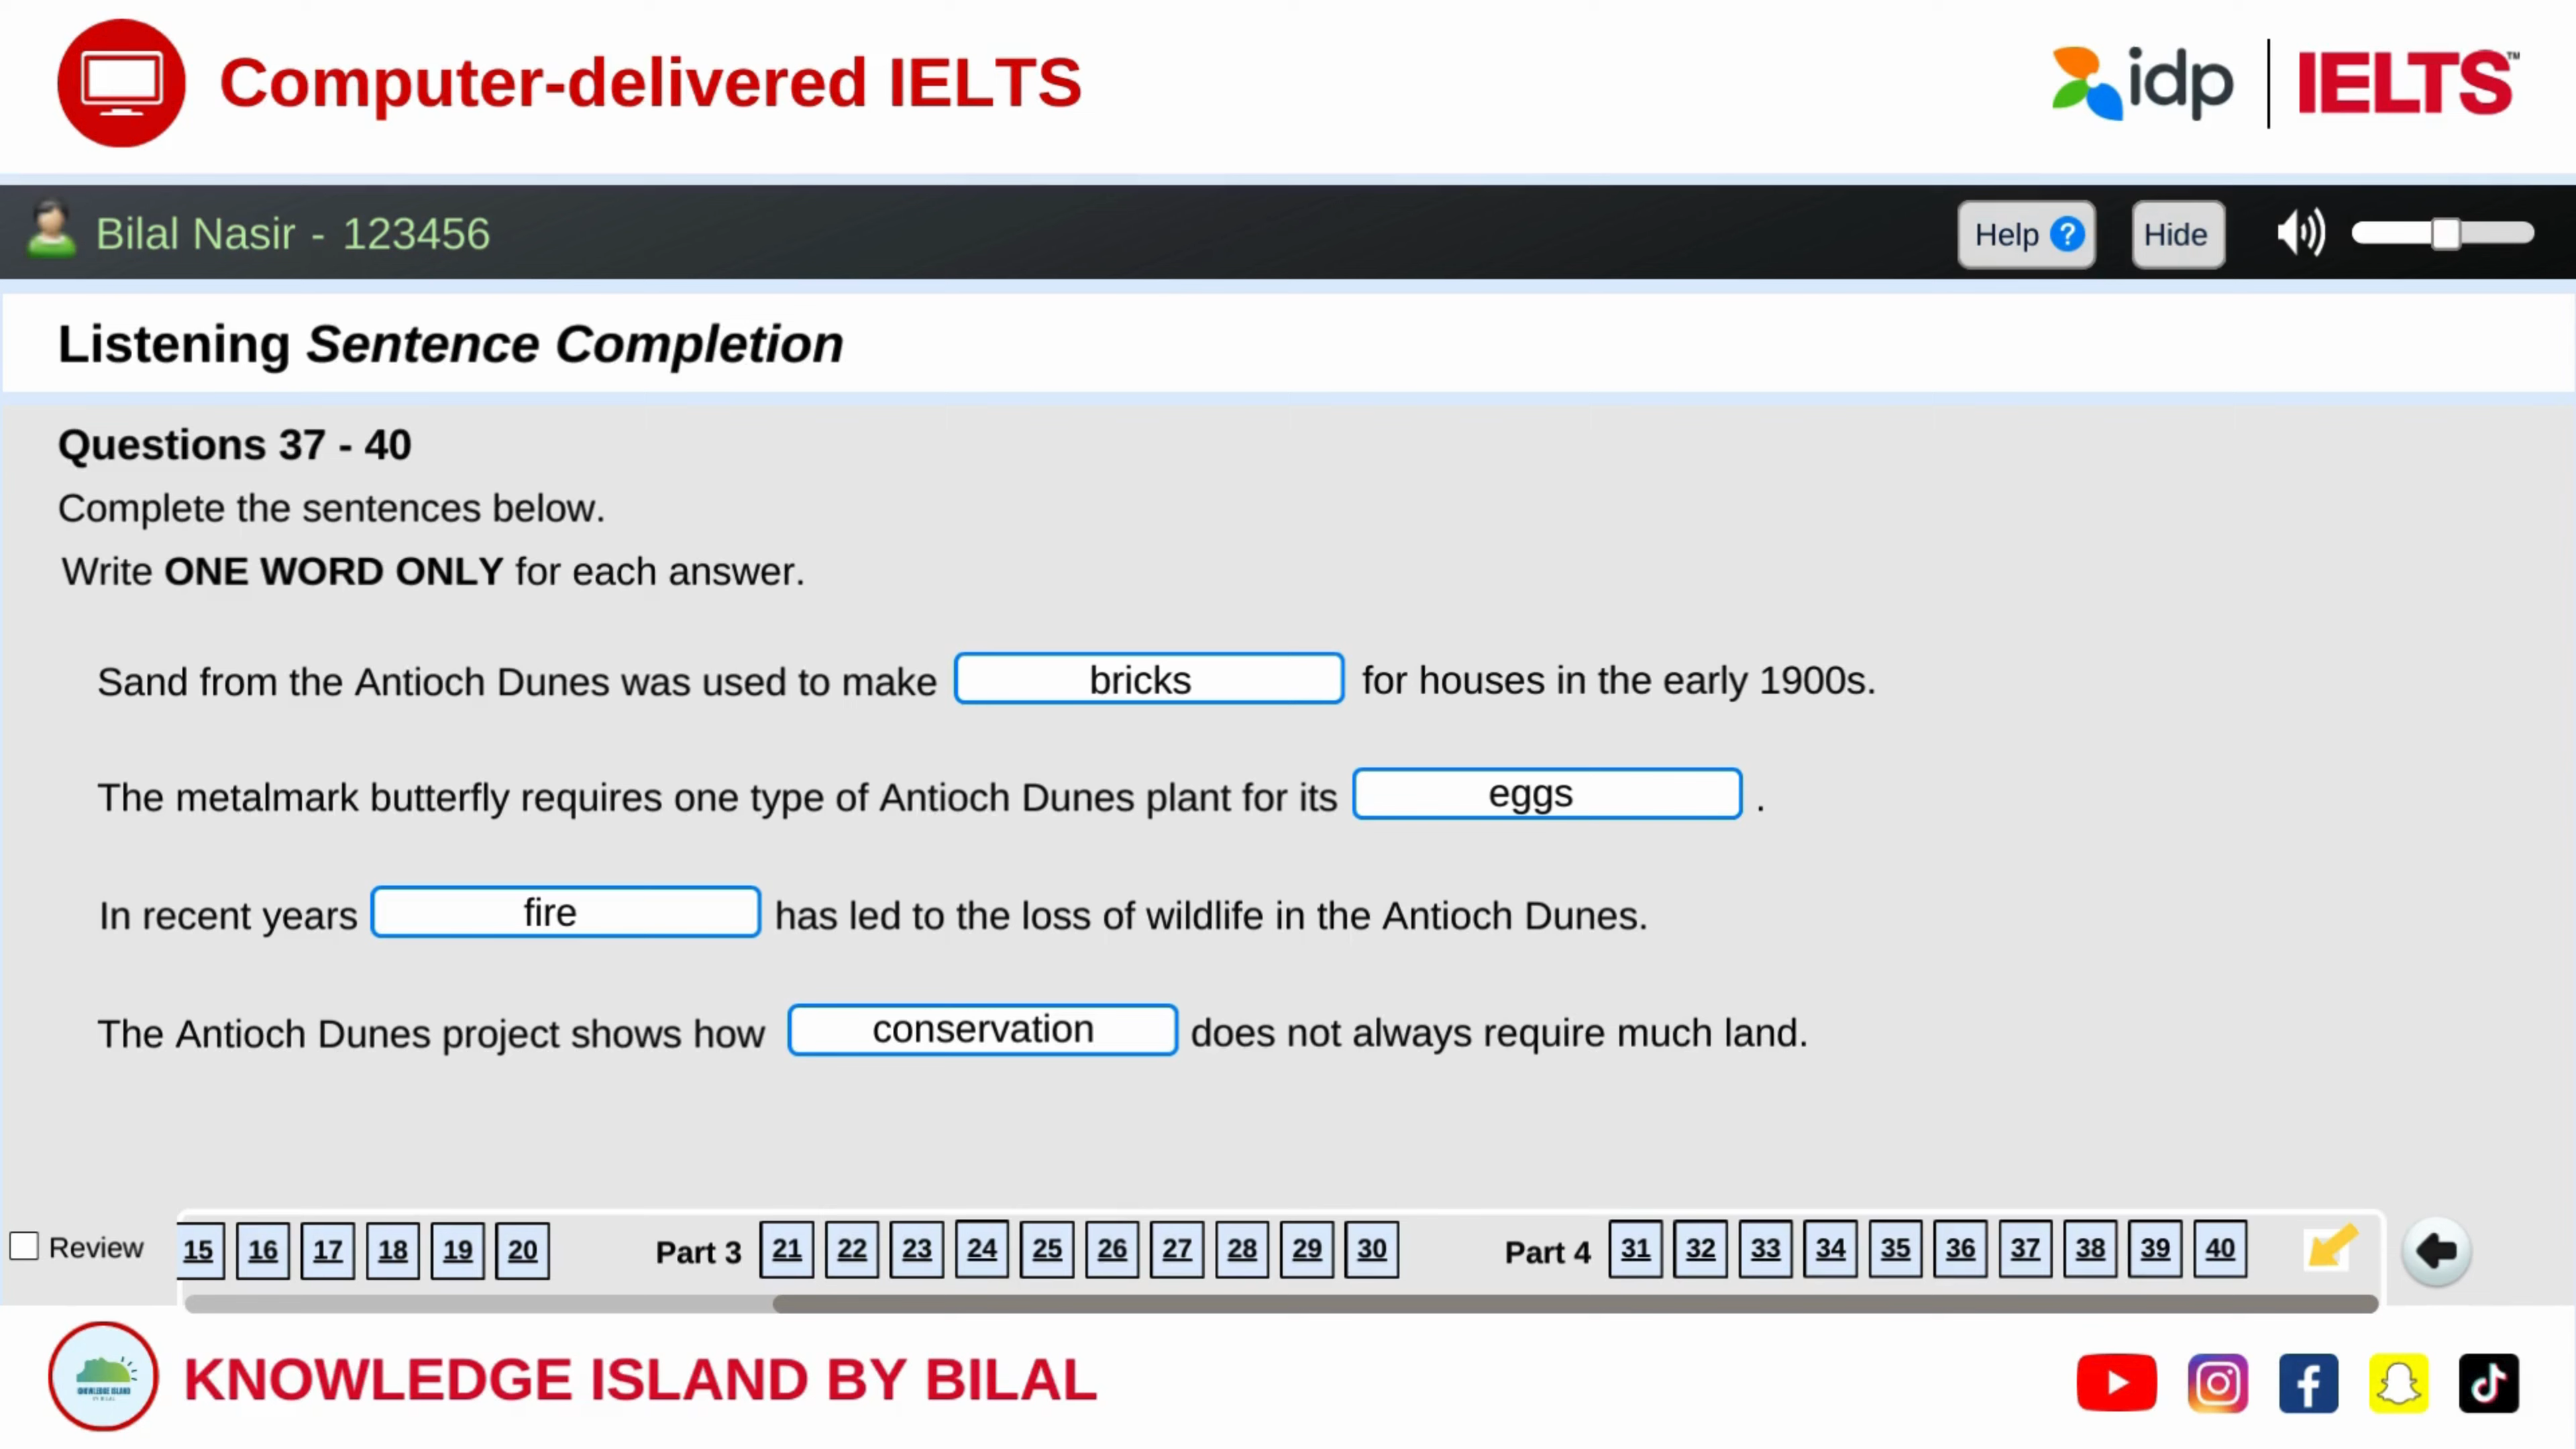 Computer-delivered IELTS
idp | IELTS™
Bilal Nasir - 123456
Help ?
Hide
Listening Sentence Completion
Questions 37 - 40
Complete the sentences below.
Write ONE WORD ONLY for each answer.
Sand from the Antioch Dunes was used to make bricks for houses in the early 1900s.
The metalmark butterfly requires one type of Antioch Dunes plant for its eggs .
In recent years fire has led to the loss of wildlife in the Antioch Dunes.
The Antioch Dunes project shows how conservation does not always require much land.
Review 15 16 17 18 19 20 Part 3 21 22 23 24 25 26 27 28 29 30 Part 4 31 32 33 34 35 36 37 38 39 40
KNOWLEDGE ISLAND
BY BILAL
KNOWLEDGE ISLAND BY BILAL